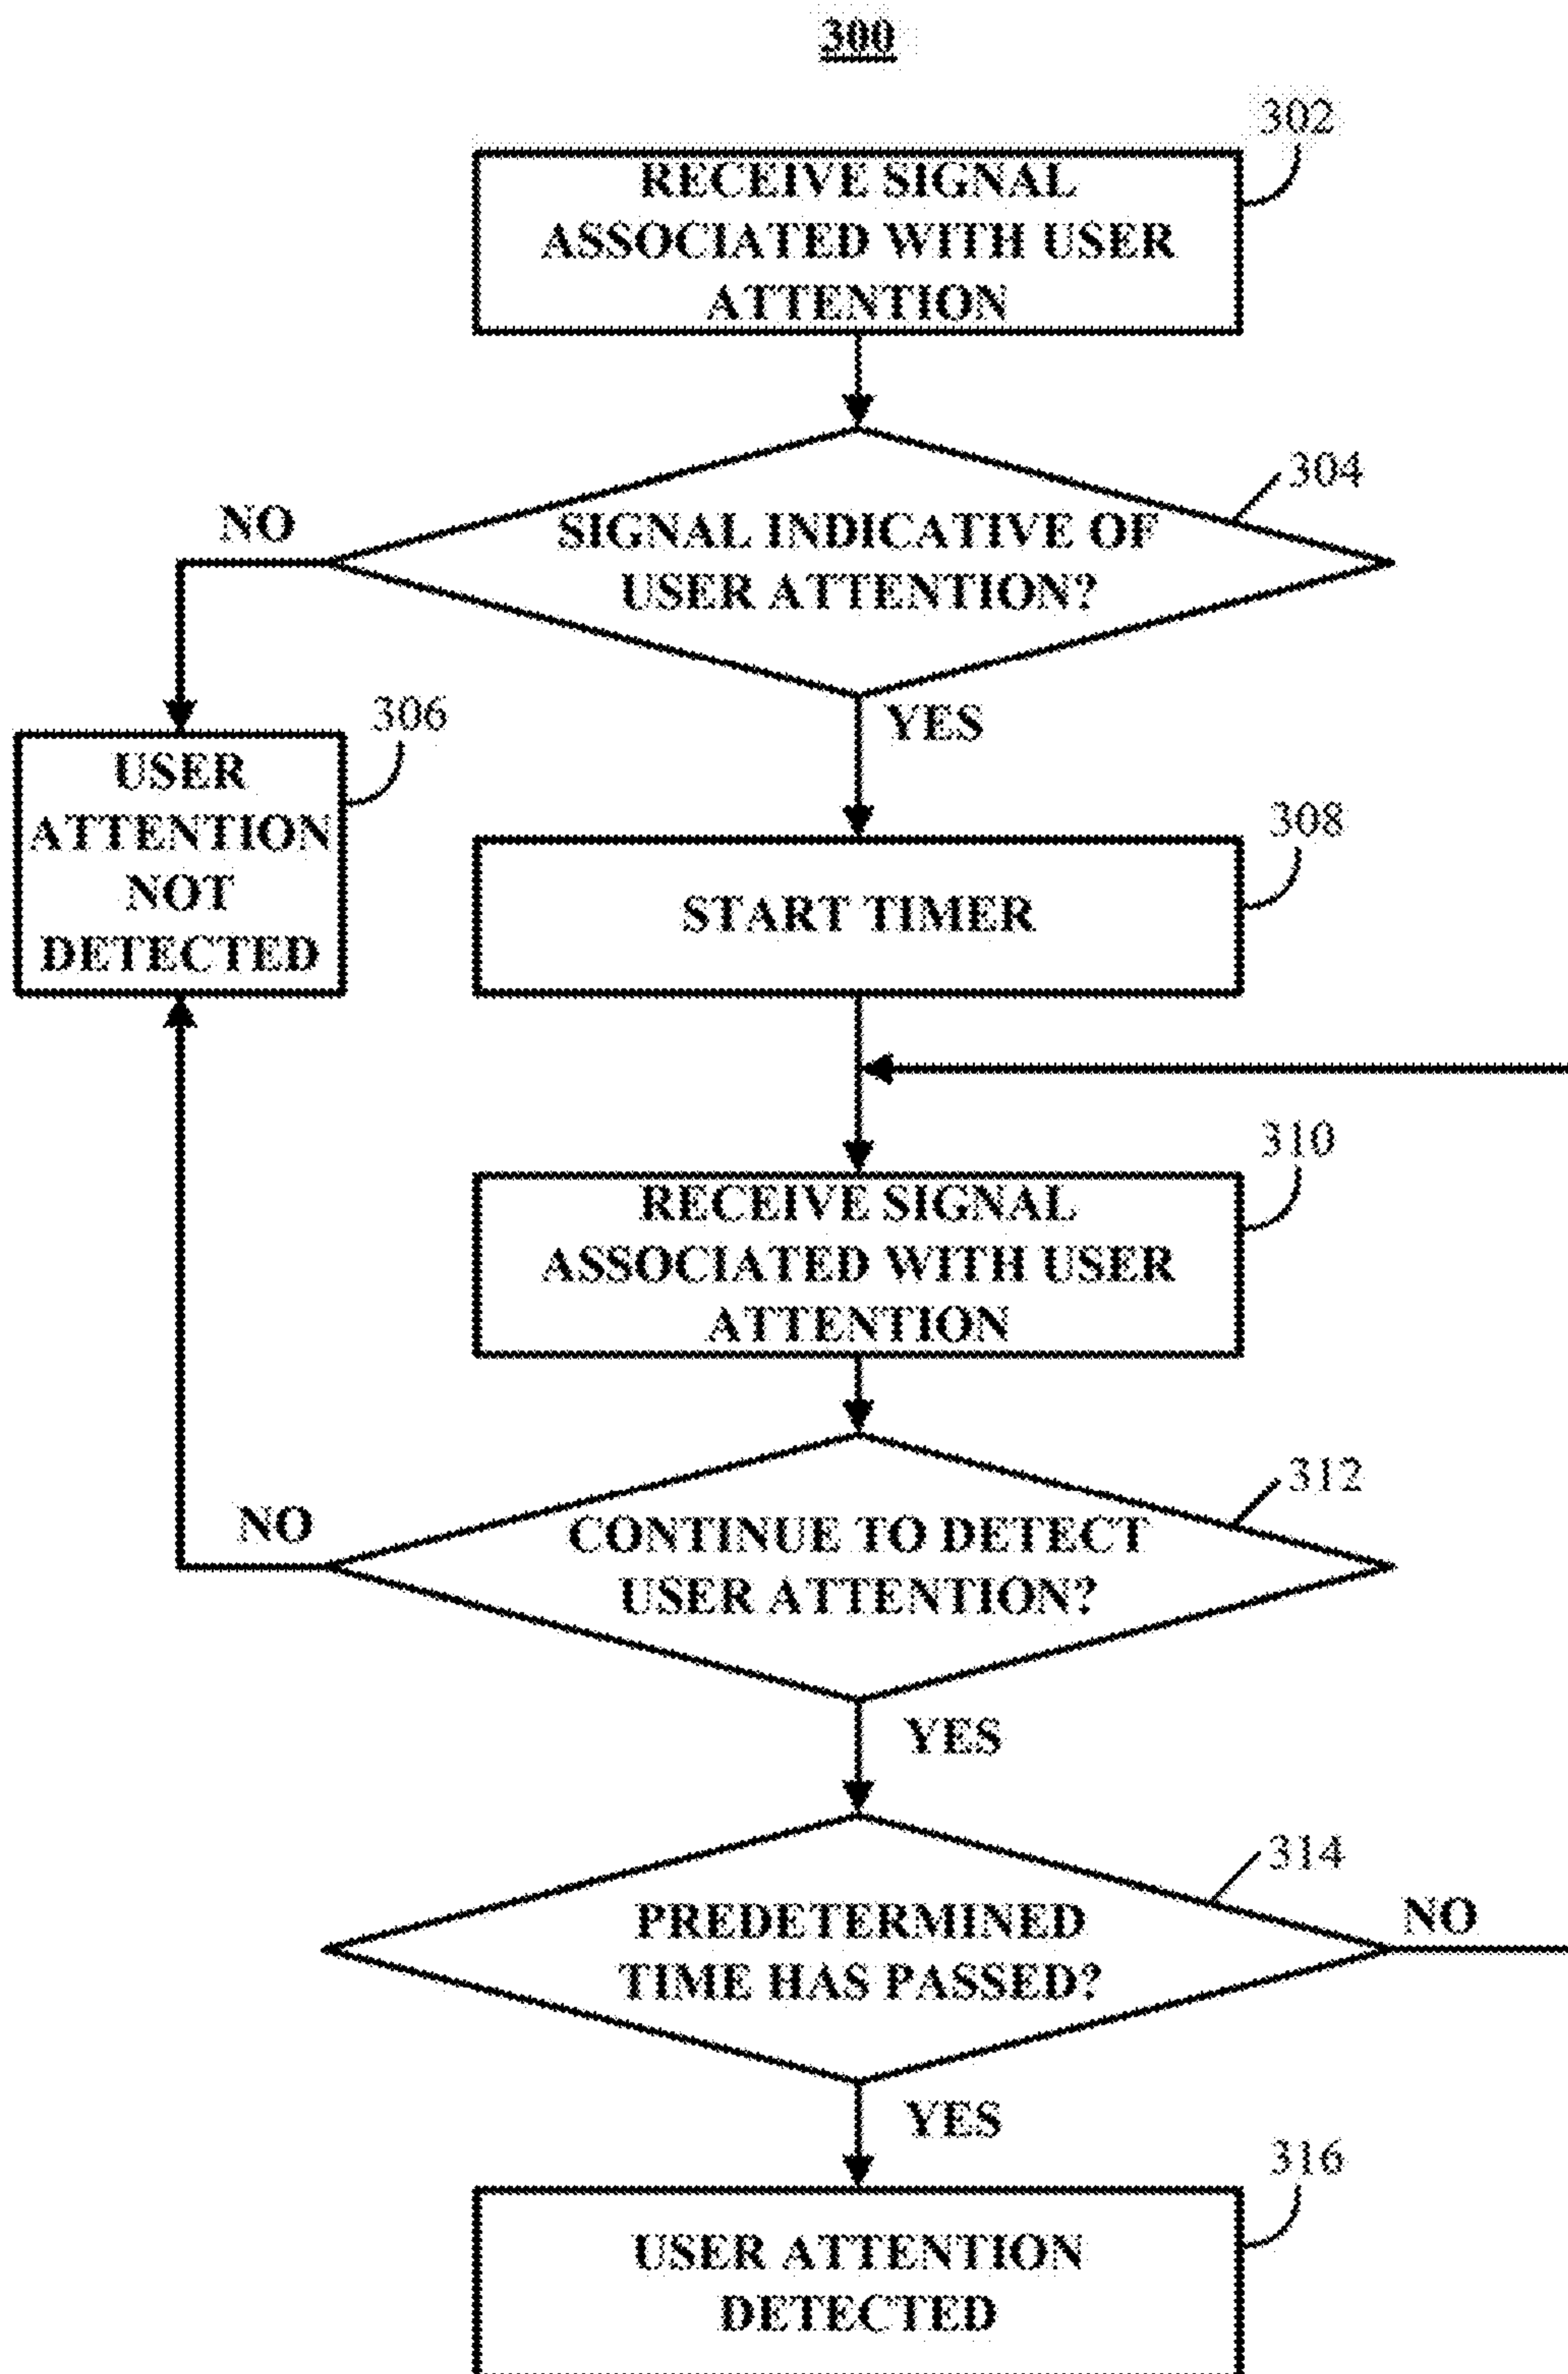 300
302
RECEIVE SIGNAL
ASSOCIATED WITH USER
ATTENTION
304
SIGNAL INDICATIVE OF
USER ATTENTION?
NO
YES
306
USER
ATTENTION
NOT
DETECTED
308
START TIMER
310
RECEIVE SIGNAL
ASSOCIATED WITH USER
ATTENTION
312
CONTINUE TO DETECT
USER ATTENTION?
NO
YES
314
PREDETERMINED
TIME HAS PASSED?
NO
YES
316
USER ATTENTION
DETECTED